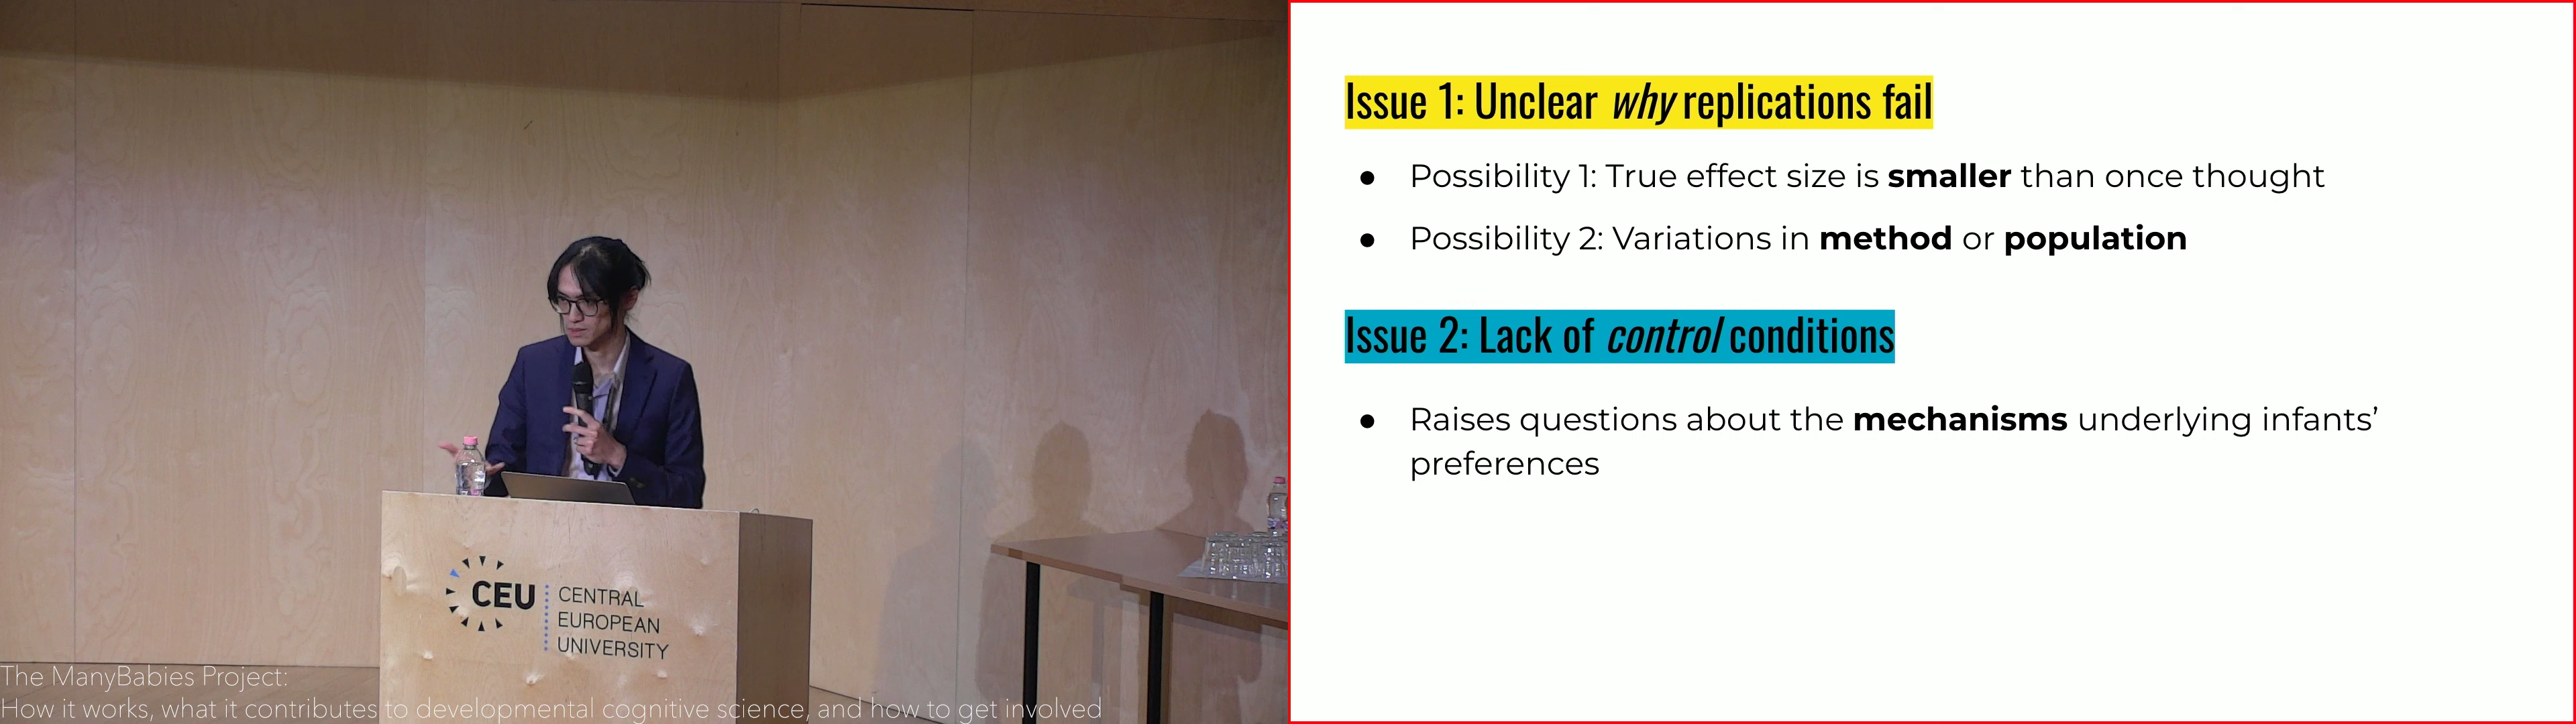 CEU
CENTRAL
EUROPEAN
UNIVERSITY
The ManyBabies Project:
How it works, what it contributes to developmental cognitive science, and how to get involved
Issue 1: Unclear why replications fail
● Possibility 1: True effect size is smaller than once thought
● Possibility 2: Variations in method or population
Issue 2: Lack of control conditions
● Raises questions about the mechanisms underlying infants’
preferences